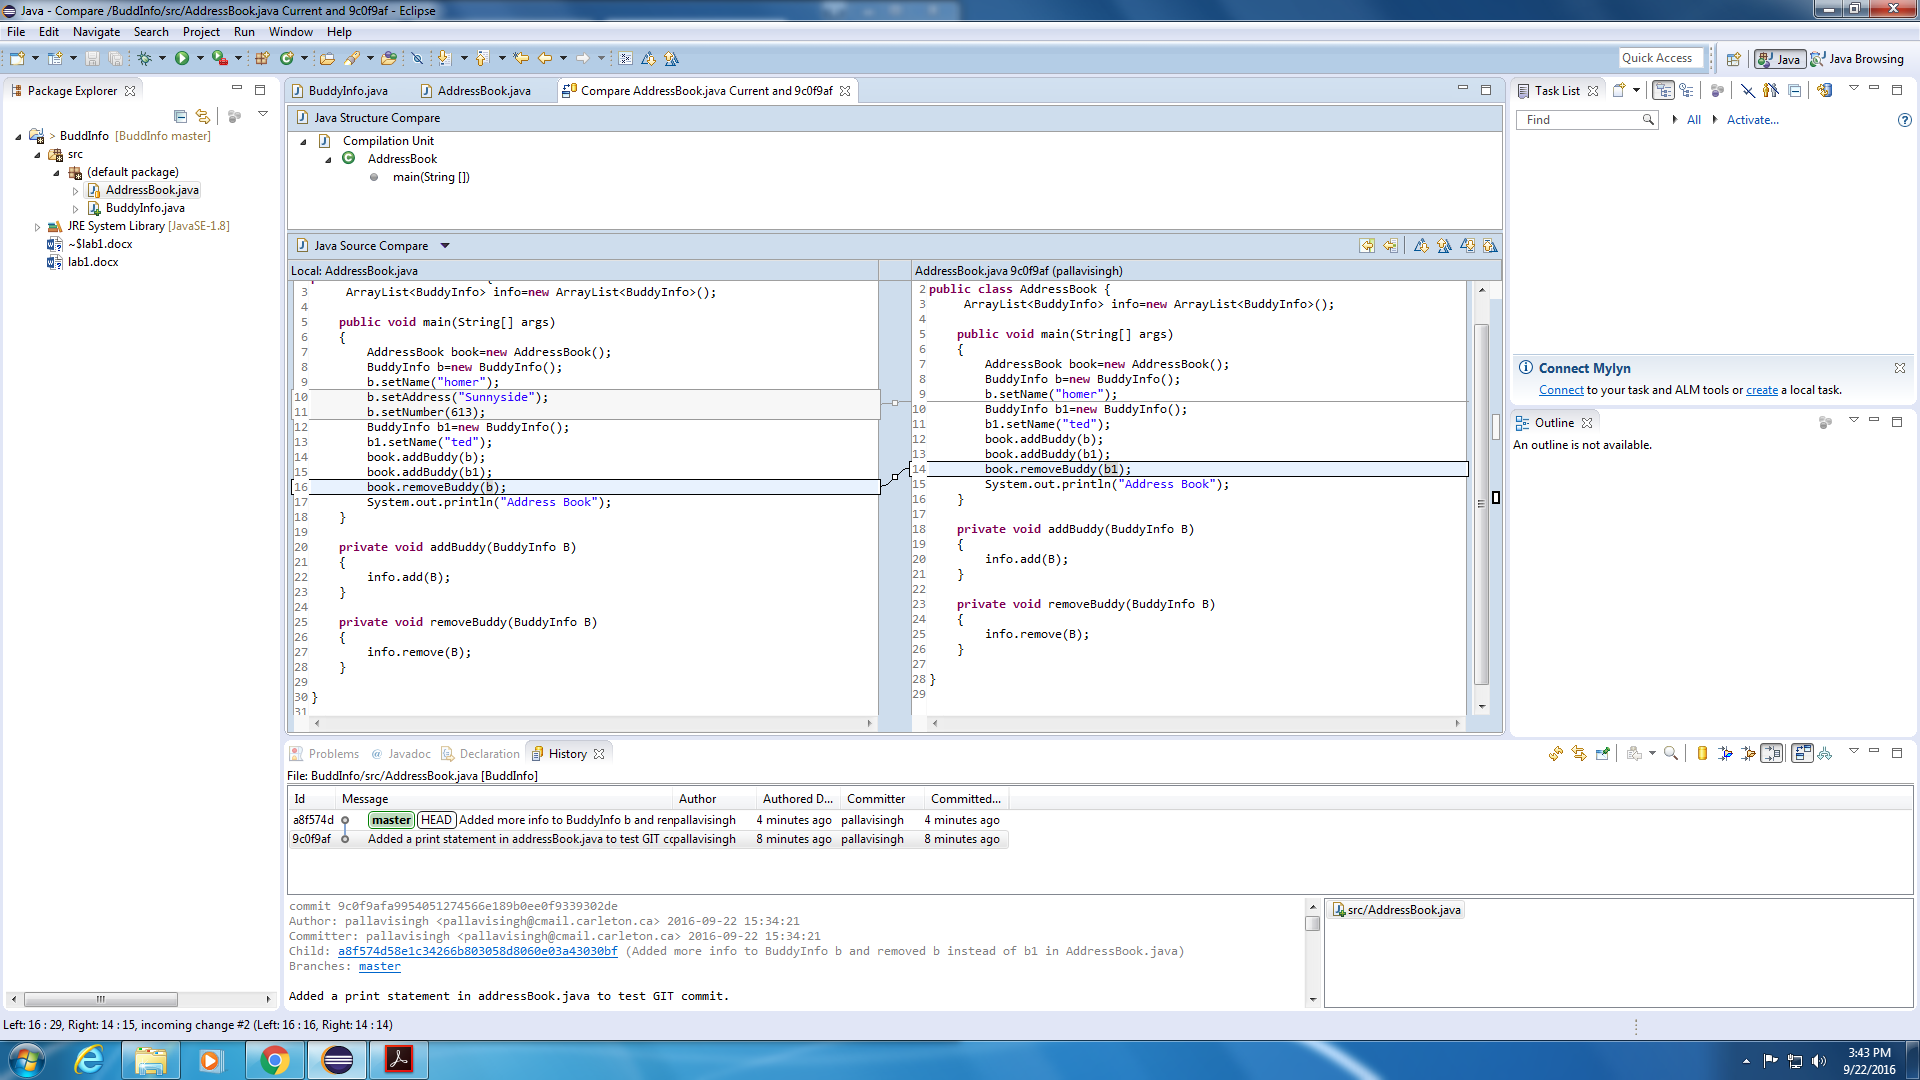 Java - Compare /BuddInfo/src/AddressBook.java Current and 9c0f9af - Eclipse
File Edit Navigate Search Project Run Window Help
Quick Access
Java
Java Browsing
Package Explorer
> BuddInfo [BuddInfo master]
src
(default package)
AddressBook.java
BuddyInfo.java
JRE System Library [JavaSE-1.8]
~$lab1.docx
lab1.docx
BuddyInfo.java
AddressBook.java
Compare AddressBook.java Current and 9c0f9af
Java Structure Compare
Compilation Unit
AddressBook
main(String [])
Java Source Compare
Local: AddressBook.java
3 ArrayList<BuddyInfo> info=new ArrayList<BuddyInfo>();
4
5 public void main(String[] args)
6 {
7 AddressBook book=new AddressBook();
8 BuddyInfo b=new BuddyInfo();
9 b.setName("homer");
10 b.setAddress("Sunnyside");
11 b.setNumber(613);
12 BuddyInfo b1=new BuddyInfo();
13 b1.setName("ted");
14 book.addBuddy(b);
15 book.addBuddy(b1);
16 book.removeBuddy(b);
17 System.out.println("Address Book");
18 }
19
20 private void addBuddy(BuddyInfo B)
21 {
22 info.add(B);
23 }
24
25 private void removeBuddy(BuddyInfo B)
26 {
27 info.remove(B);
28 }
29
30 }
31
AddressBook.java 9c0f9af (pallavisingh)
2 public class AddressBook {
3 ArrayList<BuddyInfo> info=new ArrayList<BuddyInfo>();
4
5 public void main(String[] args)
6 {
7 AddressBook book=new AddressBook();
8 BuddyInfo b=new BuddyInfo();
9 b.setName("homer");
10 BuddyInfo b1=new BuddyInfo();
11 b1.setName("ted");
12 book.addBuddy(b);
13 book.addBuddy(b1);
14 book.removeBuddy(b1);
15 System.out.println("Address Book");
16 }
17
18 private void addBuddy(BuddyInfo B)
19 {
20 info.add(B);
21 }
22
23 private void removeBuddy(BuddyInfo B)
24 {
25 info.remove(B);
26 }
27
28 }
29
Task List
Find
All
Activate...
Connect Mylyn
Connect to your task and ALM tools or create a local task.
Outline
An outline is not available.
Problems @ Javadoc Declaration History
File: BuddInfo/src/AddressBook.java [BuddInfo]
Id Message Author Authored D... Committer Committed...
a8f574d master HEAD Added more info to BuddyInfo b and ren pallavisingh 4 minutes ago pallavisingh 4 minutes ago
9c0f9af Added a print statement in addressBook.java to test GIT cc pallavisingh 8 minutes ago pallavisingh 8 minutes ago
commit 9c0f9afa9954051274566e189b0ee0f9339302de
Author: pallavisingh <pallavisingh@cmail.carleton.ca> 2016-09-22 15:34:21
Committer: pallavisingh <pallavisingh@cmail.carleton.ca> 2016-09-22 15:34:21
Child: a8f574d58e1c34266b803058d8060e03a43030bf (Added more info to BuddyInfo b and removed b instead of b1 in AddressBook.java)
Branches: master
Added a print statement in addressBook.java to test GIT commit.
src/AddressBook.java
Left: 16 : 29, Right: 14 : 15, incoming change #2 (Left: 16 : 16, Right: 14 : 14)
3:43 PM
9/22/2016